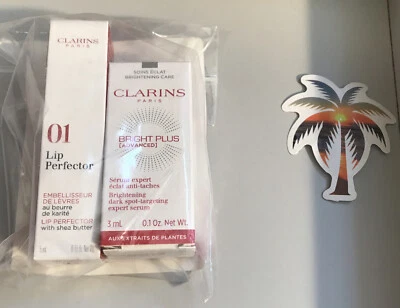 CLARINS
PARIS
01
Lip
Perfector
EMBELLISSEUR
DE LÈVRES
au beurre
de karité
LIP PERFECTOR
with shea butter
SOINS ÉCLAT
BRIGHTENING CARE
CLARINS
PARIS
BRIGHT PLUS
[ADVANCED]
Sérum expert
éclat anti-taches
Brightening
dark spot-targeting
expert serum
3 mL 0.1 Oz. Net Wt.
AUX EXTRAITS DE PLANTES